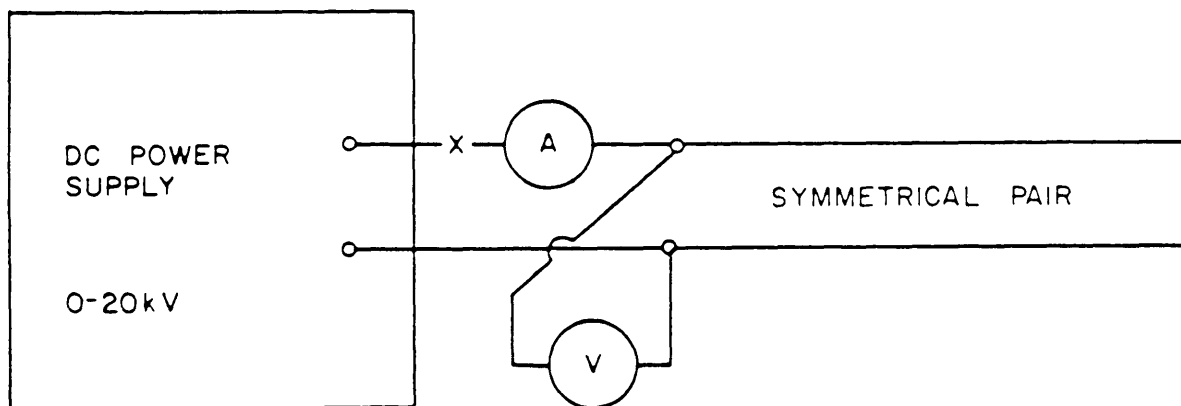 DC POWER
SUPPLY
0-20kV
X
A
V
SYMMETRICAL PAIR